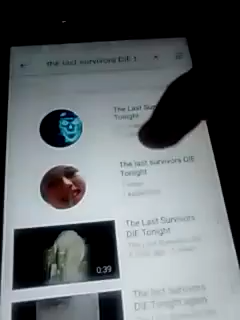 the last survivors DiE t
The Last Sur
Tonight
The last survivors DiE
Tonight
The Last Survivors
DiE Tonight
0:39
The last survivors
DiE Tonight again